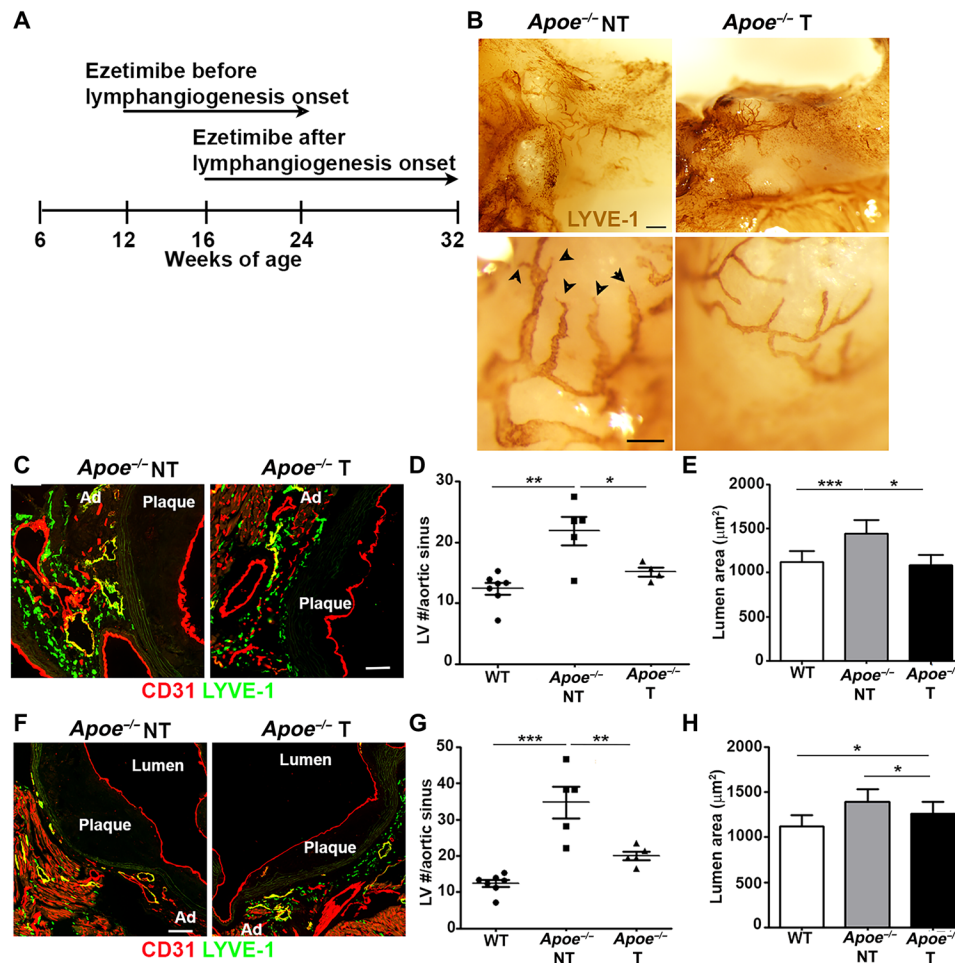 A
Ezetimibe before
lymphangiogenesis onset
Ezetimibe after
lymphangiogenesis onset
6 12 16 24 32
Weeks of age
B
Apoe–/– NT
Apoe–/– T
LYVE-1
C
Apoe–/– NT
Apoe–/– T
Ad
Plaque
Ad
Plaque
CD31 LYVE-1
D
LV #/aortic sinus
30
20
10
0
** *
WT
Apoe–/–
NT
Apoe–/–
T
E
Lumen area (µm2)
2000
1500
1000
500
0
*** *
WT
Apoe–/–
NT
Apoe–/–
T
F
Apoe–/– NT
Apoe–/– T
Lumen
Plaque
Ad
Lumen
Plaque
Ad
CD31 LYVE-1
G
LV #/aortic sinus
50
40
30
20
10
0
*** **
WT
Apoe–/–
NT
Apoe–/–
T
H
Lumen area (µm2)
2000
1500
1000
500
0
*
*
WT
Apoe–/–
NT
Apoe–/–
T